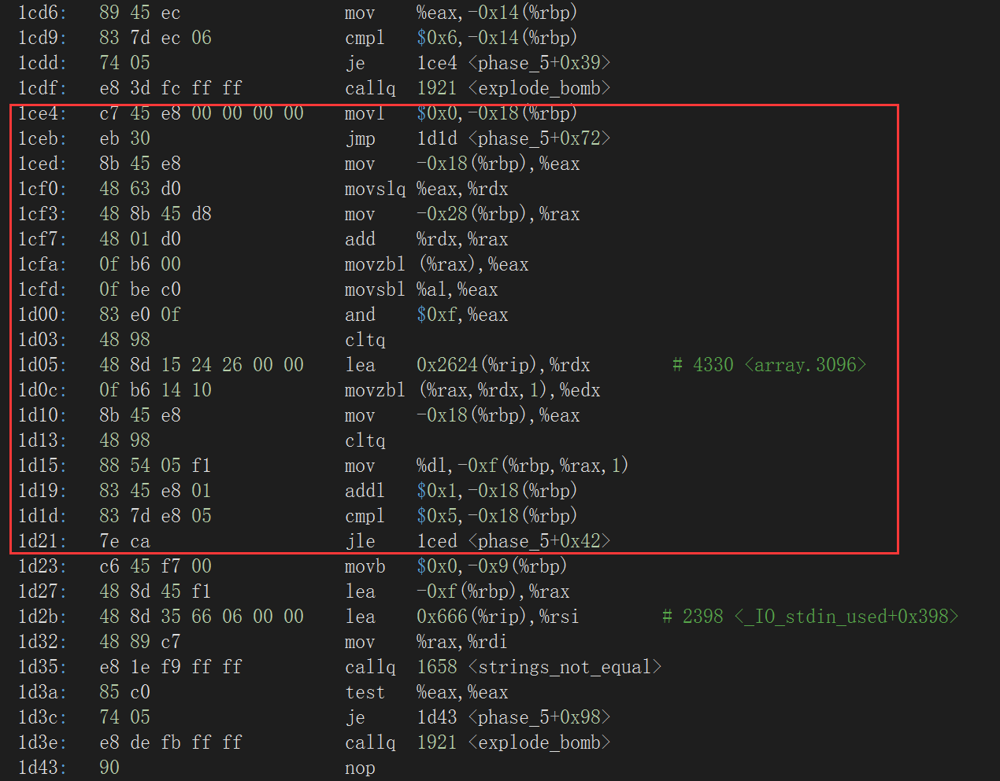 1cd6: 89 45 ec mov %eax,-0x14(%rbp)
1cd9: 83 7d ec 06 cmpl $0x6,-0x14(%rbp)
1cdd: 74 05 je 1ce4 <phase_5+0x39>
1cdf: e8 3d fc ff ff callq 1921 <explode_bomb>
1ce4: c7 45 e8 00 00 00 00 movl $0x0,-0x18(%rbp)
1ceb: eb 30 jmp 1d1d <phase_5+0x72>
1ced: 8b 45 e8 mov -0x18(%rbp),%eax
1cf0: 48 63 d0 movslq %eax,%rdx
1cf3: 48 8b 45 d8 mov -0x28(%rbp),%rax
1cf7: 48 01 d0 add %rdx,%rax
1cfa: 0f b6 00 movzbl (%rax),%eax
1cfd: 0f be c0 movsbl %al,%eax
1d00: 83 e0 0f and $0xf,%eax
1d03: 48 98 cltq
1d05: 48 8d 15 24 26 00 00 lea 0x2624(%rip),%rdx # 4330 <array.3096>
1d0c: 0f b6 14 10 movzbl (%rax,%rdx,1),%edx
1d10: 8b 45 e8 mov -0x18(%rbp),%eax
1d13: 48 98 cltq
1d15: 88 54 05 f1 mov %dl,-0xf(%rbp,%rax,1)
1d19: 83 45 e8 01 addl $0x1,-0x18(%rbp)
1d1d: 83 7d e8 05 cmpl $0x5,-0x18(%rbp)
1d21: 7e ca jle 1ced <phase_5+0x42>
1d23: c6 45 f7 00 movb $0x0,-0x9(%rbp)
1d27: 48 8d 45 f1 lea -0xf(%rbp),%rax
1d2b: 48 8d 35 66 06 00 00 lea 0x666(%rip),%rsi # 2398 <_IO_stdin_used+0x398>
1d32: 48 89 c7 mov %rax,%rdi
1d35: e8 1e f9 ff ff callq 1658 <strings_not_equal>
1d3a: 85 c0 test %eax,%eax
1d3c: 74 05 je 1d43 <phase_5+0x98>
1d3e: e8 de fb ff ff callq 1921 <explode_bomb>
1d43: 90 nop